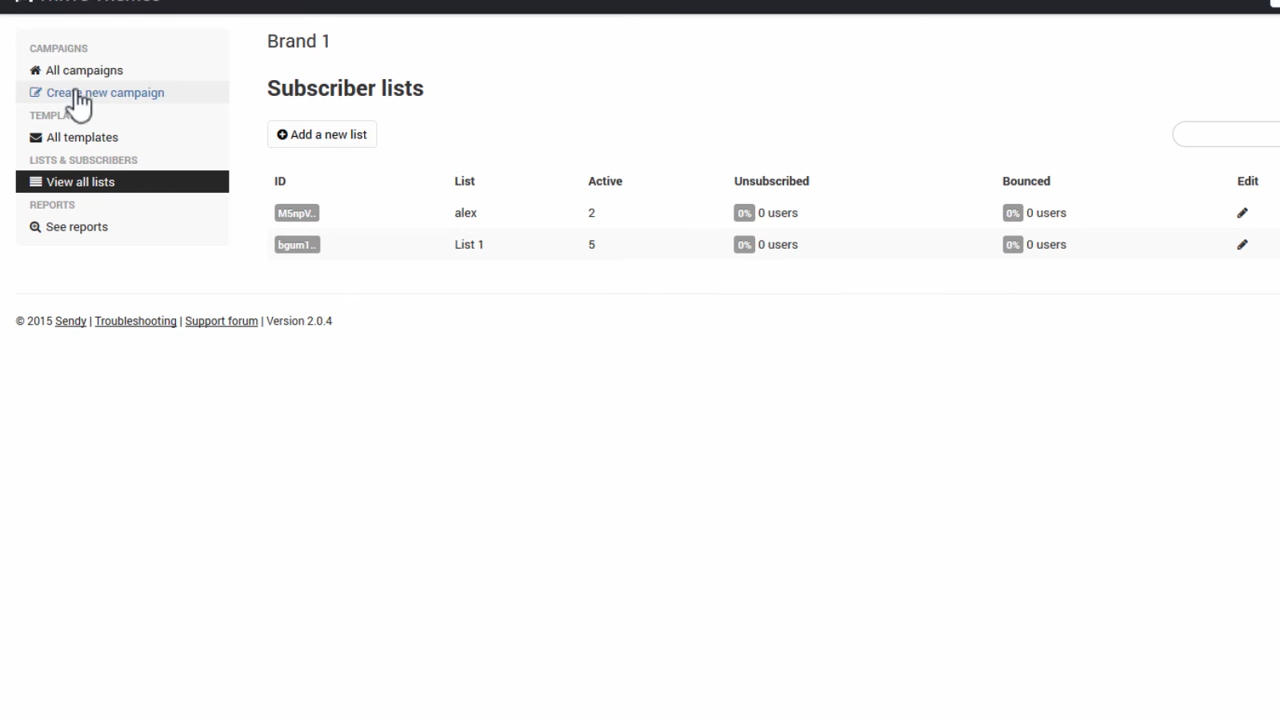 CAMPAIGNS
All campaigns
Create new campaign
All templates
LISTS & SUBSCRIBERS
View all lists
REPORTS
See reports
Brand 1
Subscriber lists
Add a new list
ID List Active Unsubscribed Bounced Edit
M5npV.. alex 2 0% 0 users 0% 0 users
bgum1.. List 1 5 0% 0 users 0% 0 users
© 2015 Sendy | Troubleshooting | Support forum | Version 2.0.4